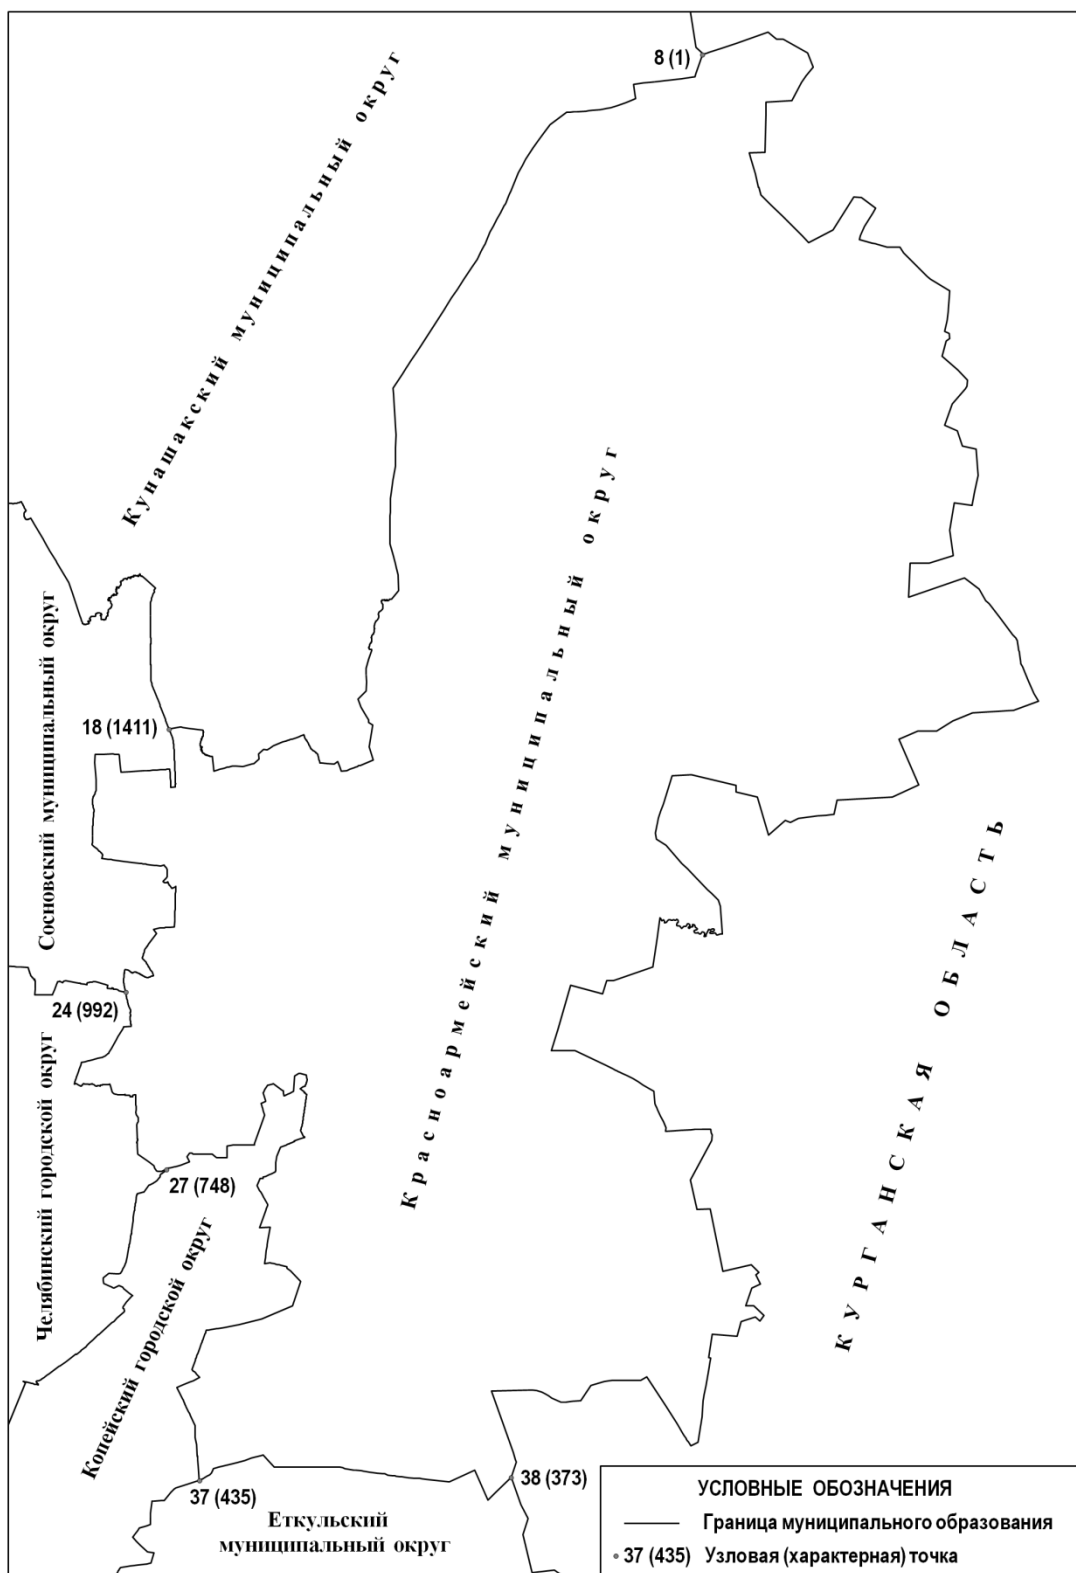 8 (1)
Кунашакский муниципальный округ
Красноармейский муниципальный округ
Сосновский муниципальный округ
18 (1411)
КУРГАНСКАЯ ОБЛАСТЬ
24 (992)
Челябинский городской округ
27 (748)
Копейский городской округ
37 (435)
38 (373)
Еткульский
муниципальный округ
УСЛОВНЫЕ ОБОЗНАЧЕНИЯ
Граница муниципального образования
37 (435) Узловая (характерная) точка